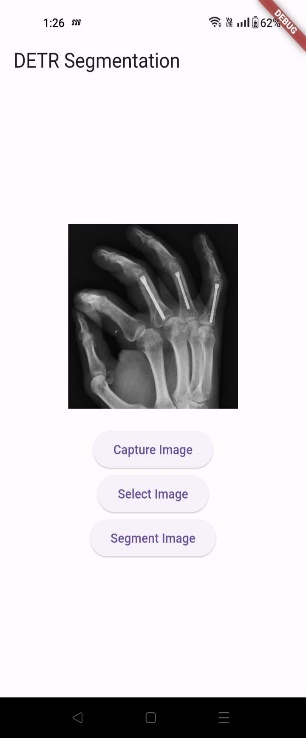 1:26
62%
DEBUG
DETR Segmentation
Capture Image
Select Image
Segment Image